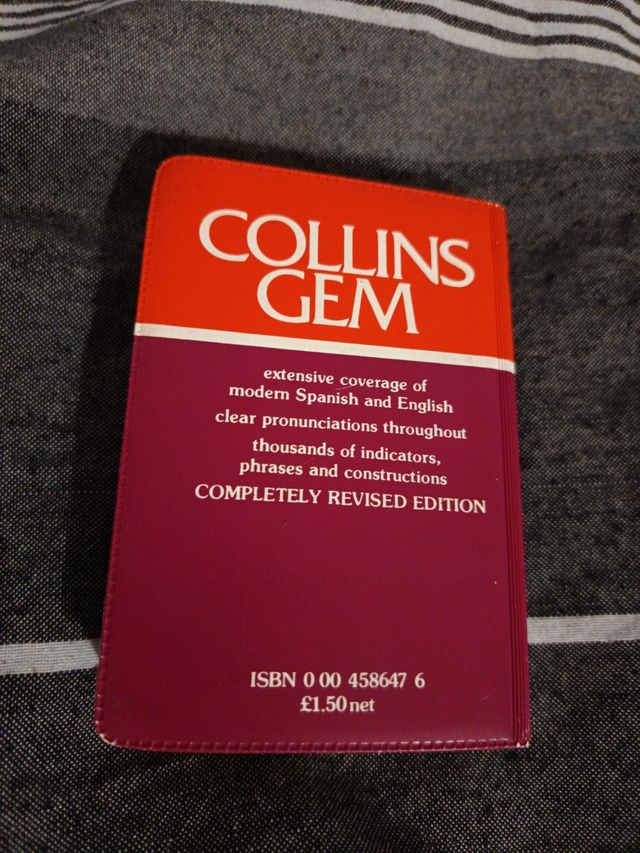 COLLINS
GEM
extensive coverage of
modern Spanish and English
clear pronunciations throughout
thousands of indicators,
phrases and constructions
COMPLETELY REVISED EDITION
ISBN 0 00 458647 6
£1.50 net